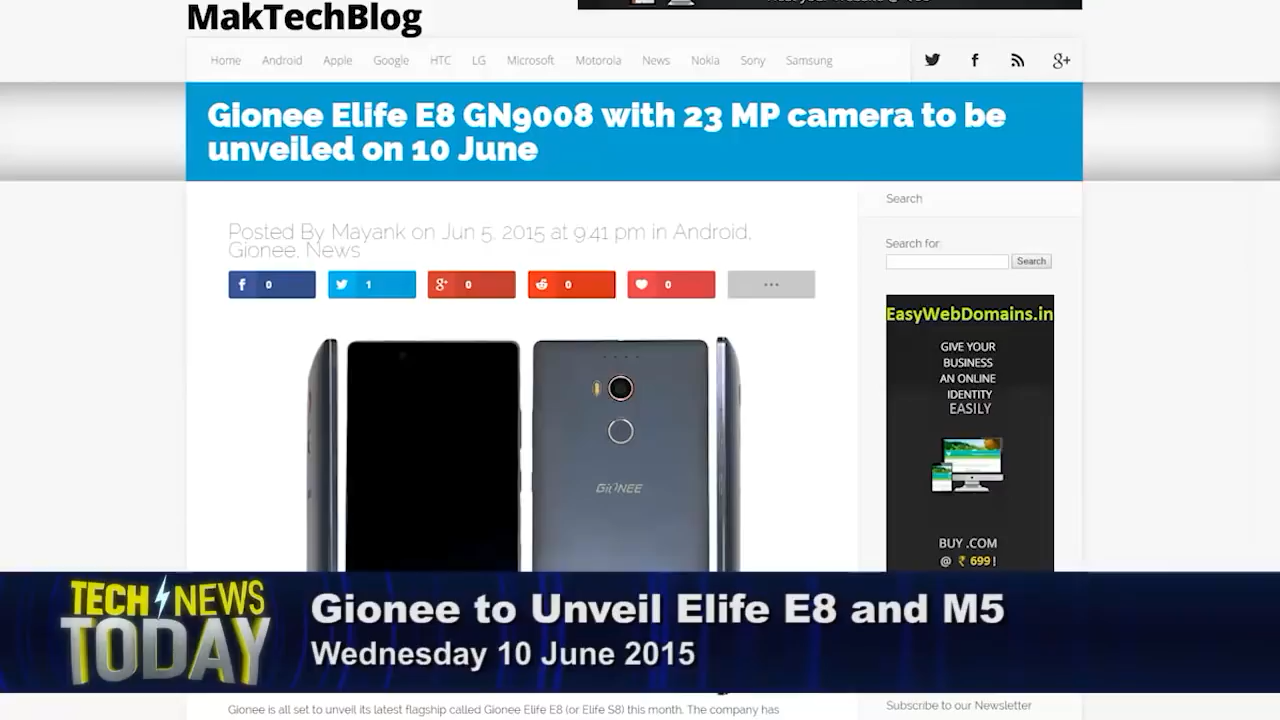 MakTechBlog
Home Android Apple Google HTC LG Microsoft Motorola News Nokia Sony Samsung
Gionee Elife E8 GN9008 with 23 MP camera to be
unveiled on 10 June
Posted By Mayank on Jun 5, 2015 at 9.41 pm in Android,
Gionee, News
0 1 0 0 0
Search
Search for:
Search
EasyWebDomains.in
GIVE YOUR
BUSINESS
AN ONLINE
IDENTITY
EASILY
BUY .COM
@ ₹ 699!
GIONEE
TECH NEWS
TODAY
Gionee to Unveil Elife E8 and M5
Wednesday 10 June 2015
Gionee is all set to unveil its latest flagship called Gionee Elife E8 (or Elife S8) this month. The company has
Subscribe to our Newsletter